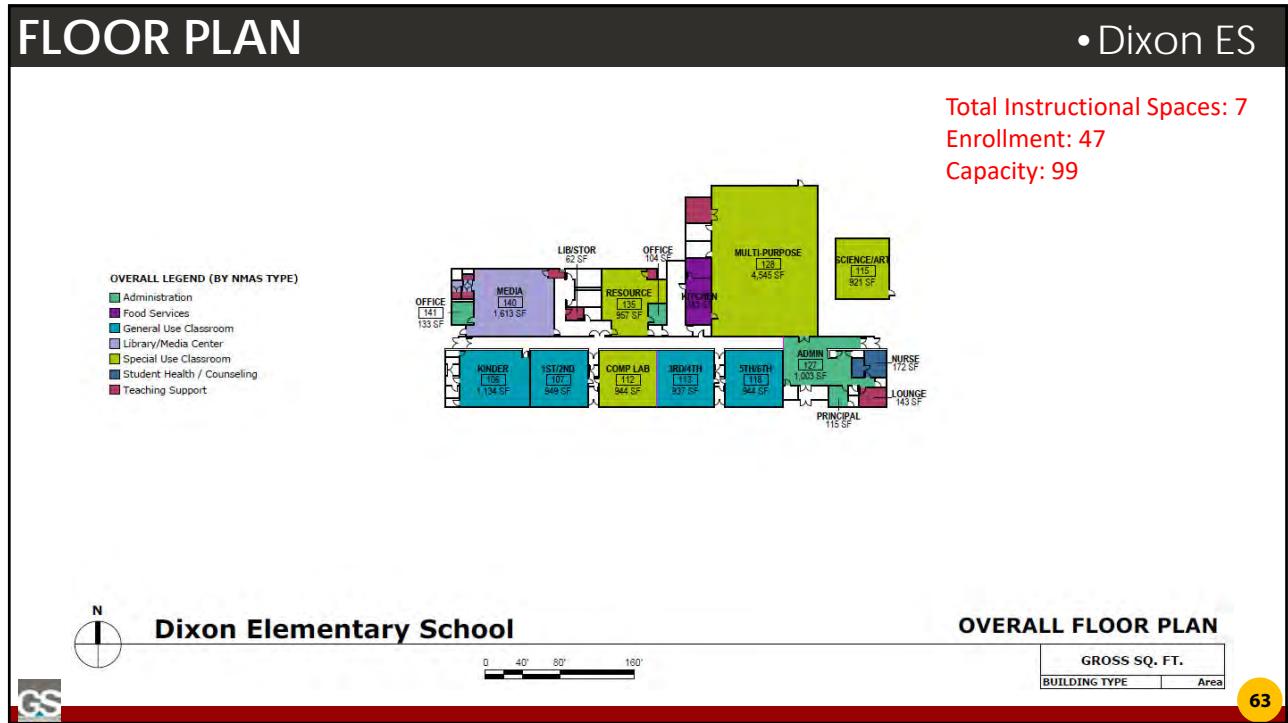 FLOOR PLAN
•Dixon ES
Total Instructional Spaces: 7
Enrollment: 47
Capacity: 99
OVERALL LEGEND (BY NMAS TYPE)
Administration
Food Services
General Use Classroom
Library/Media Center
Special Use Classroom
Student Health / Counseling
Teaching Support
LIB/STOR
62 SF
OFFICE
104 SF
MULTI-PURPOSE
128
4,545 SF
SCIENCE/ART
115
921 SF
OFFICE
141
133 SF
MEDIA
140
1,613 SF
RESOURCE
135
957 SF
KITCHEN
KINDER
106
1,134 SF
1ST/2ND
107
949 SF
COMP LAB
112
944 SF
3RD/4TH
113
937 SF
5TH/6TH
118
944 SF
ADMIN
127
1,003 SF
NURSE
172 SF
LOUNGE
143 SF
PRINCIPAL
115 SF
N
Dixon Elementary School
0 40' 80' 160'
OVERALL FLOOR PLAN
GROSS SQ. FT.
BUILDING TYPE Area
GS
63